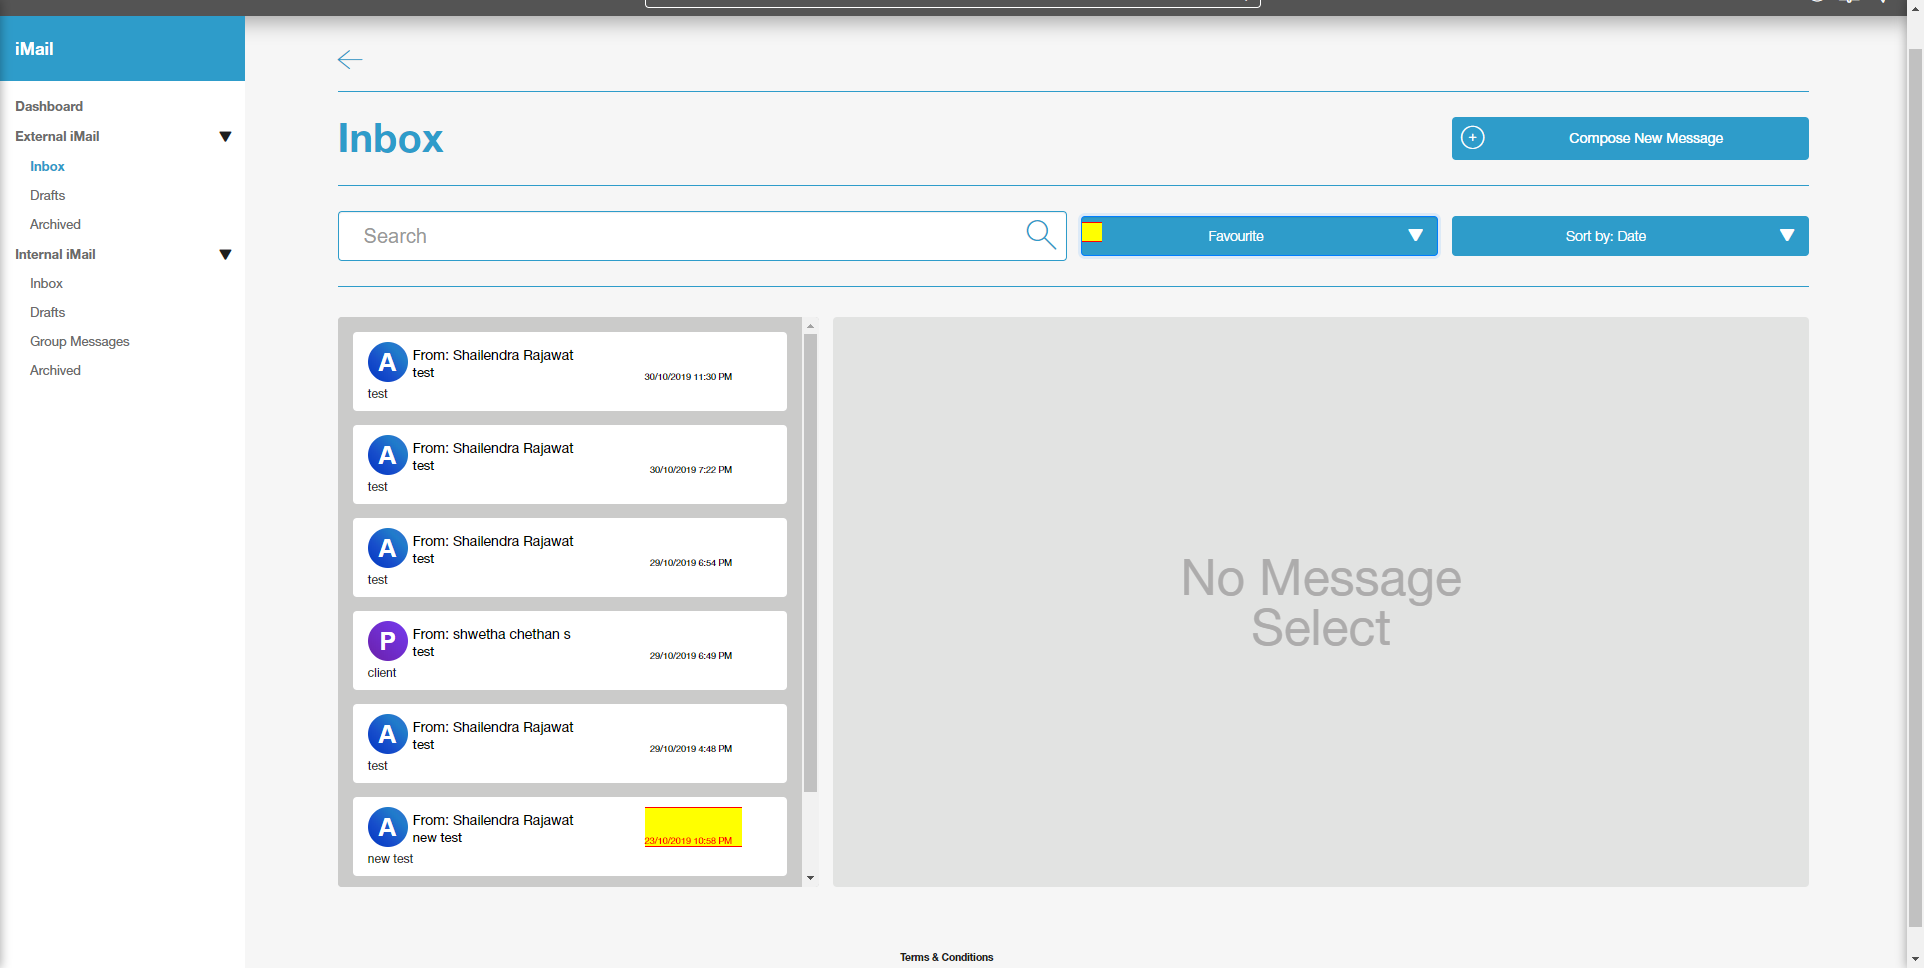 iMail
Dashboard
External iMail
Inbox
Drafts
Archived
Internal iMail
Inbox
Drafts
Group Messages
Archived
Inbox
Compose New Message
Search
Favourite
Sort by: Date
A
From: Shailendra Rajawat
test
30/10/2019 11:30 PM
test
A
From: Shailendra Rajawat
test
30/10/2019 7:22 PM
test
A
From: Shailendra Rajawat
test
29/10/2019 6:54 PM
test
P
From: shwetha chethan s
test
29/10/2019 6:49 PM
client
A
From: Shailendra Rajawat
test
29/10/2019 4:48 PM
test
A
From: Shailendra Rajawat
new test
23/10/2019 10:58 PM
new test
No Message
Select
Terms & Conditions